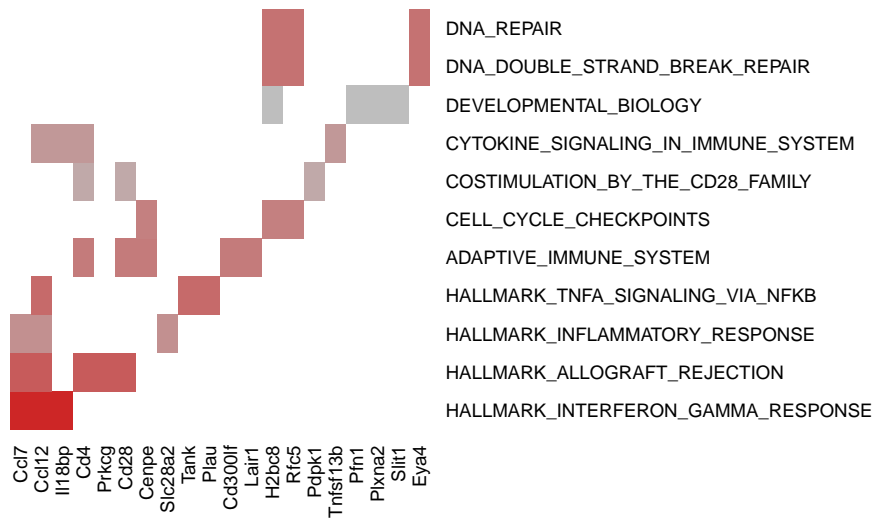 DNA_REPAIR
DNA_DOUBLE_STRAND_BREAK_REPAIR
DEVELOPMENTAL_BIOLOGY
CYTOKINE_SIGNALING_IN_IMMUNE_SYSTEM
COSTIMULATION_BY_THE_CD28_FAMILY
CELL_CYCLE_CHECKPOINTS
ADAPTIVE_IMMUNE_SYSTEM
HALLMARK_TNFA_SIGNALING_VIA_NFKB
HALLMARK_INFLAMMATORY_RESPONSE
HALLMARK_ALLOGRAFT_REJECTION
HALLMARK_INTERFERON_GAMMA_RESPONSE
Ccl7
Ccl12
Il18bp
Cd4
Prkcg
Cd28
Cenpe
Slc28a2
Tank
Plau
Cd300lf
Lair1
H2bc8
Rfc5
Pdpk1
Tnfsf13b
Pfn1
Plxna2
Slit1
Eya4